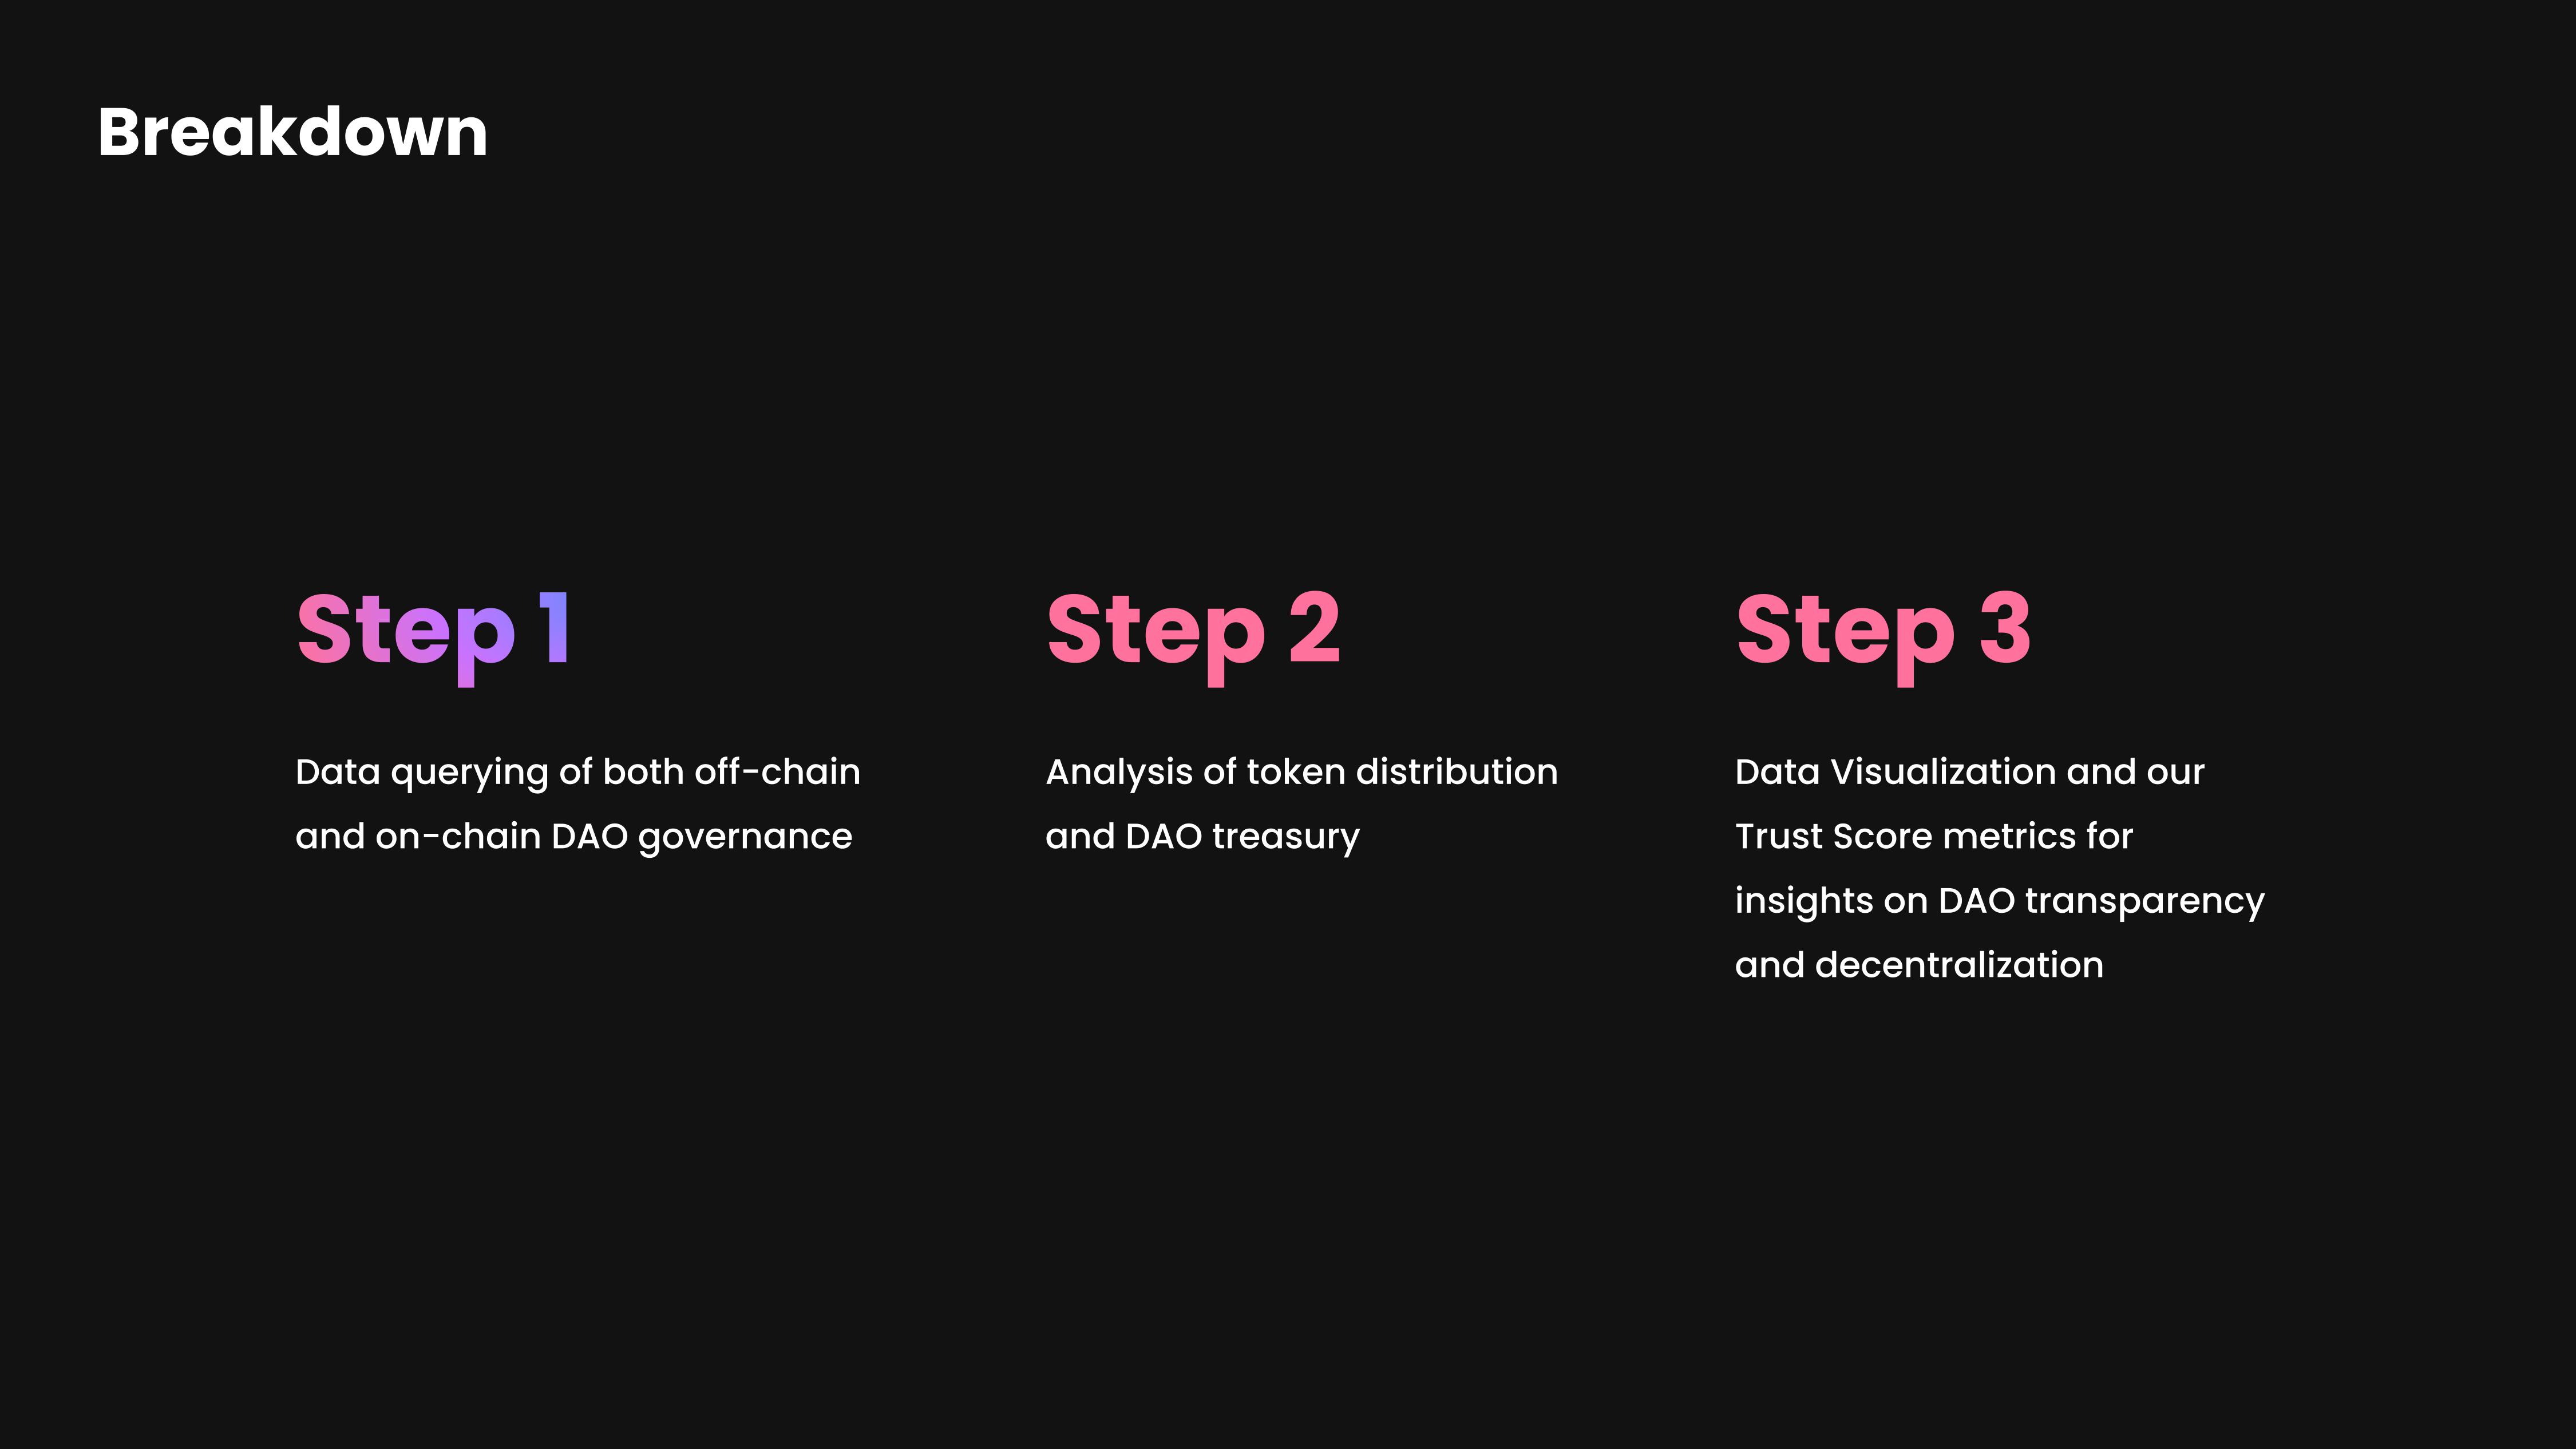 Breakdown
Step 1
Data querying of both off-chain
and on-chain DAO governance
Step 2
Analysis of token distribution
and DAO treasury
Step 3
Data Visualization and our
Trust Score metrics for
insights on DAO transparency
and decentralization